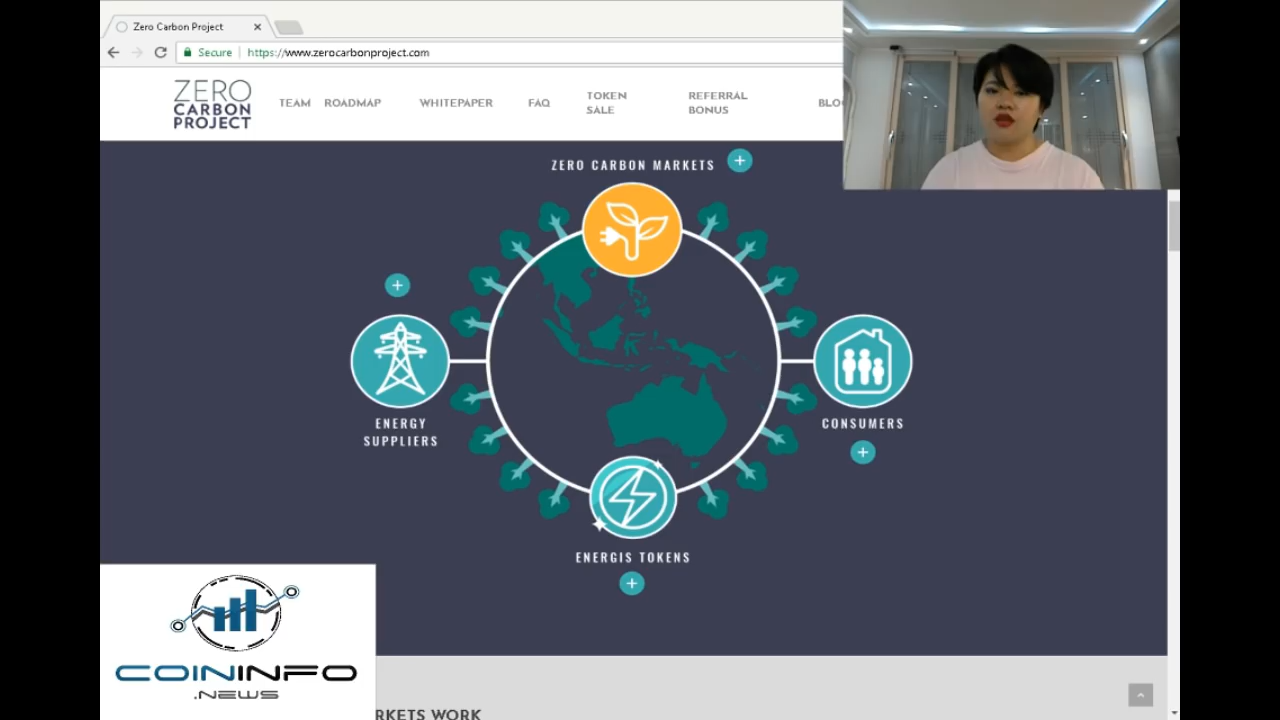 Zero Carbon Project
Secure
https://www.zerocarbonproject.com
ZERO
CARBON
PROJECT
TEAM
ROADMAP
WHITEPAPER
FAQ
TOKEN
SALE
REFERRAL
BONUS
BLO
ZERO CARBON MARKETS
ENERGY
SUPPLIERS
CONSUMERS
ENERGIS TOKENS
COININFO
.NEWS
RKETS WORK